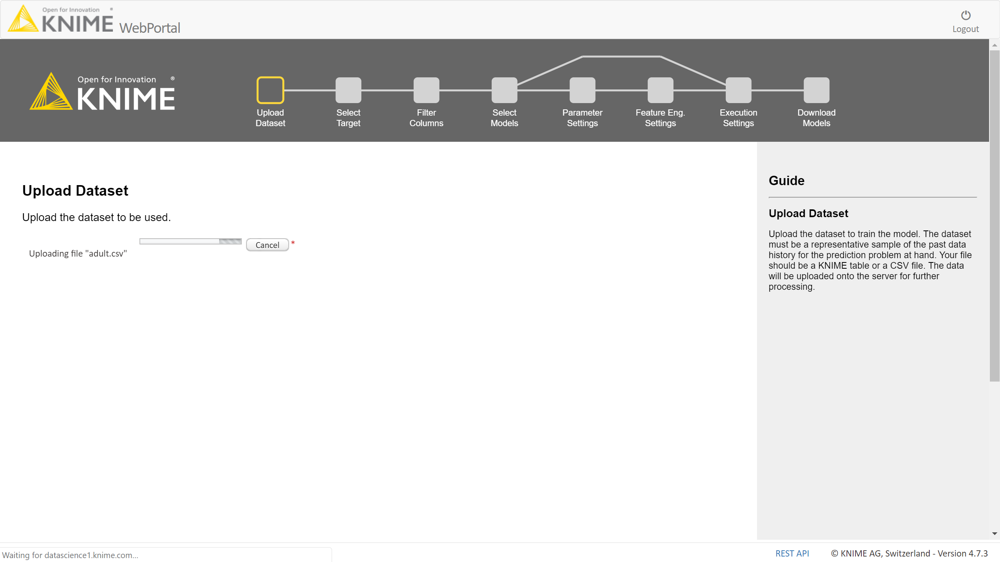 Open for Innovation ®
KNIME WebPortal
Logout
Open for Innovation ®
KNIME
Upload
Dataset
Select
Target
Filter
Columns
Select
Models
Parameter
Settings
Feature Eng.
Settings
Execution
Settings
Download
Models
Upload Dataset
Upload the dataset to be used.
Uploading file "adult.csv"
Cancel *
Guide
Upload Dataset
Upload the dataset to train the model. The dataset
must be a representative sample of the past data
history for the prediction problem at hand. Your file
should be a KNIME table or a CSV file. The data
will be uploaded onto the server for further
processing.
Waiting for datascience1.knime.com...
REST API
© KNIME AG, Switzerland - Version 4.7.3